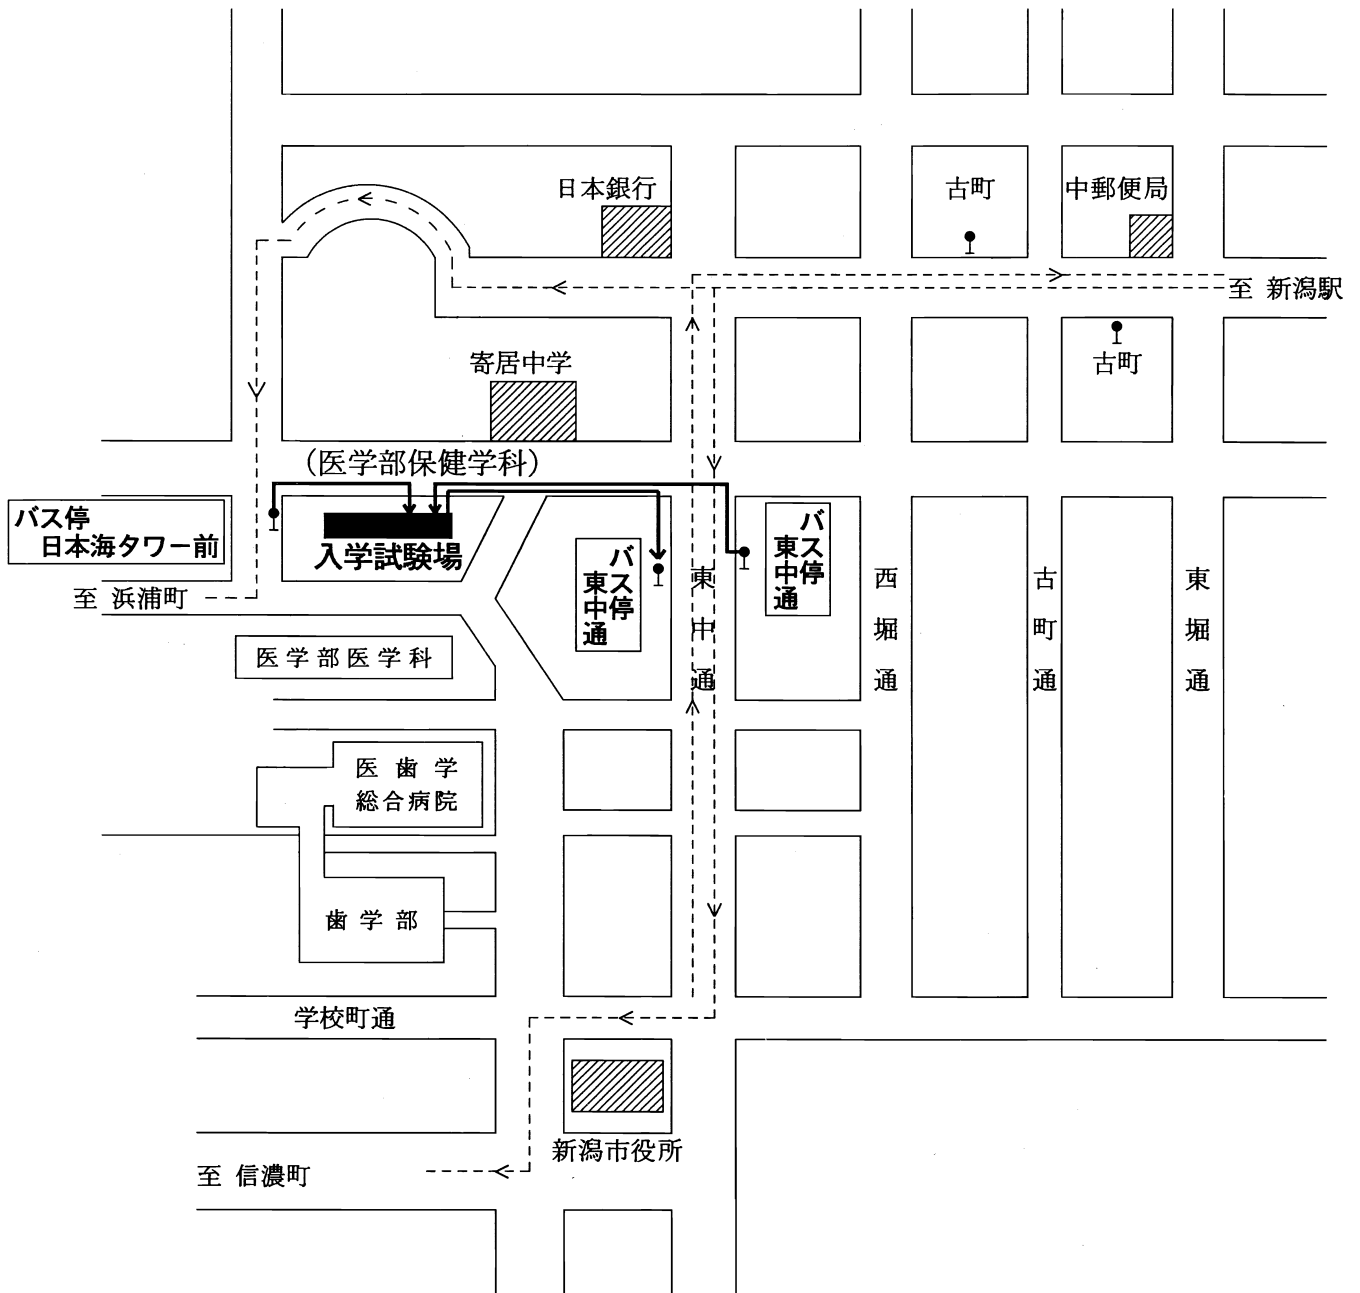 日本銀行
古町
中郵便局
至 新潟駅
寄居中学
古町
(医学部保健学科)
バス停
日本海タワー前
入学試験場
バス停
東中通
バス停
東中通
東中通
西堀通
古町通
東堀通
至 浜浦町
医学部医学科
医歯学
総合病院
歯学部
学校町通
新潟市役所
至 信濃町